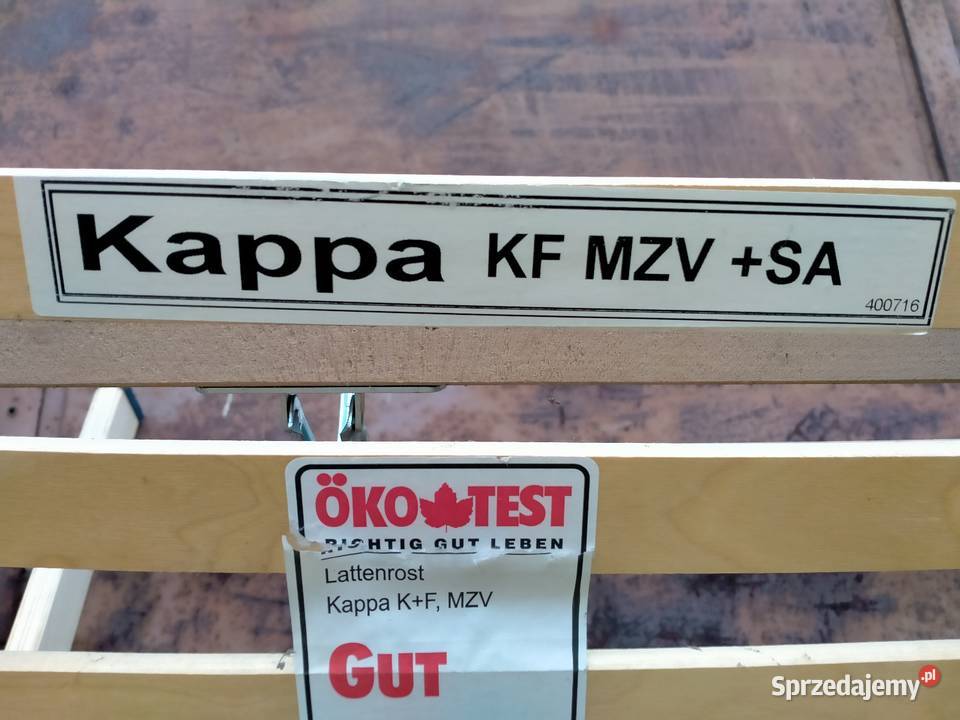 Kappa KF MZV +SA
400716
ÖKO TEST
RICHTIG GUT LEBEN
Lattenrost
Kappa K+F, MZV
GUT
Sprzedajemy.pl